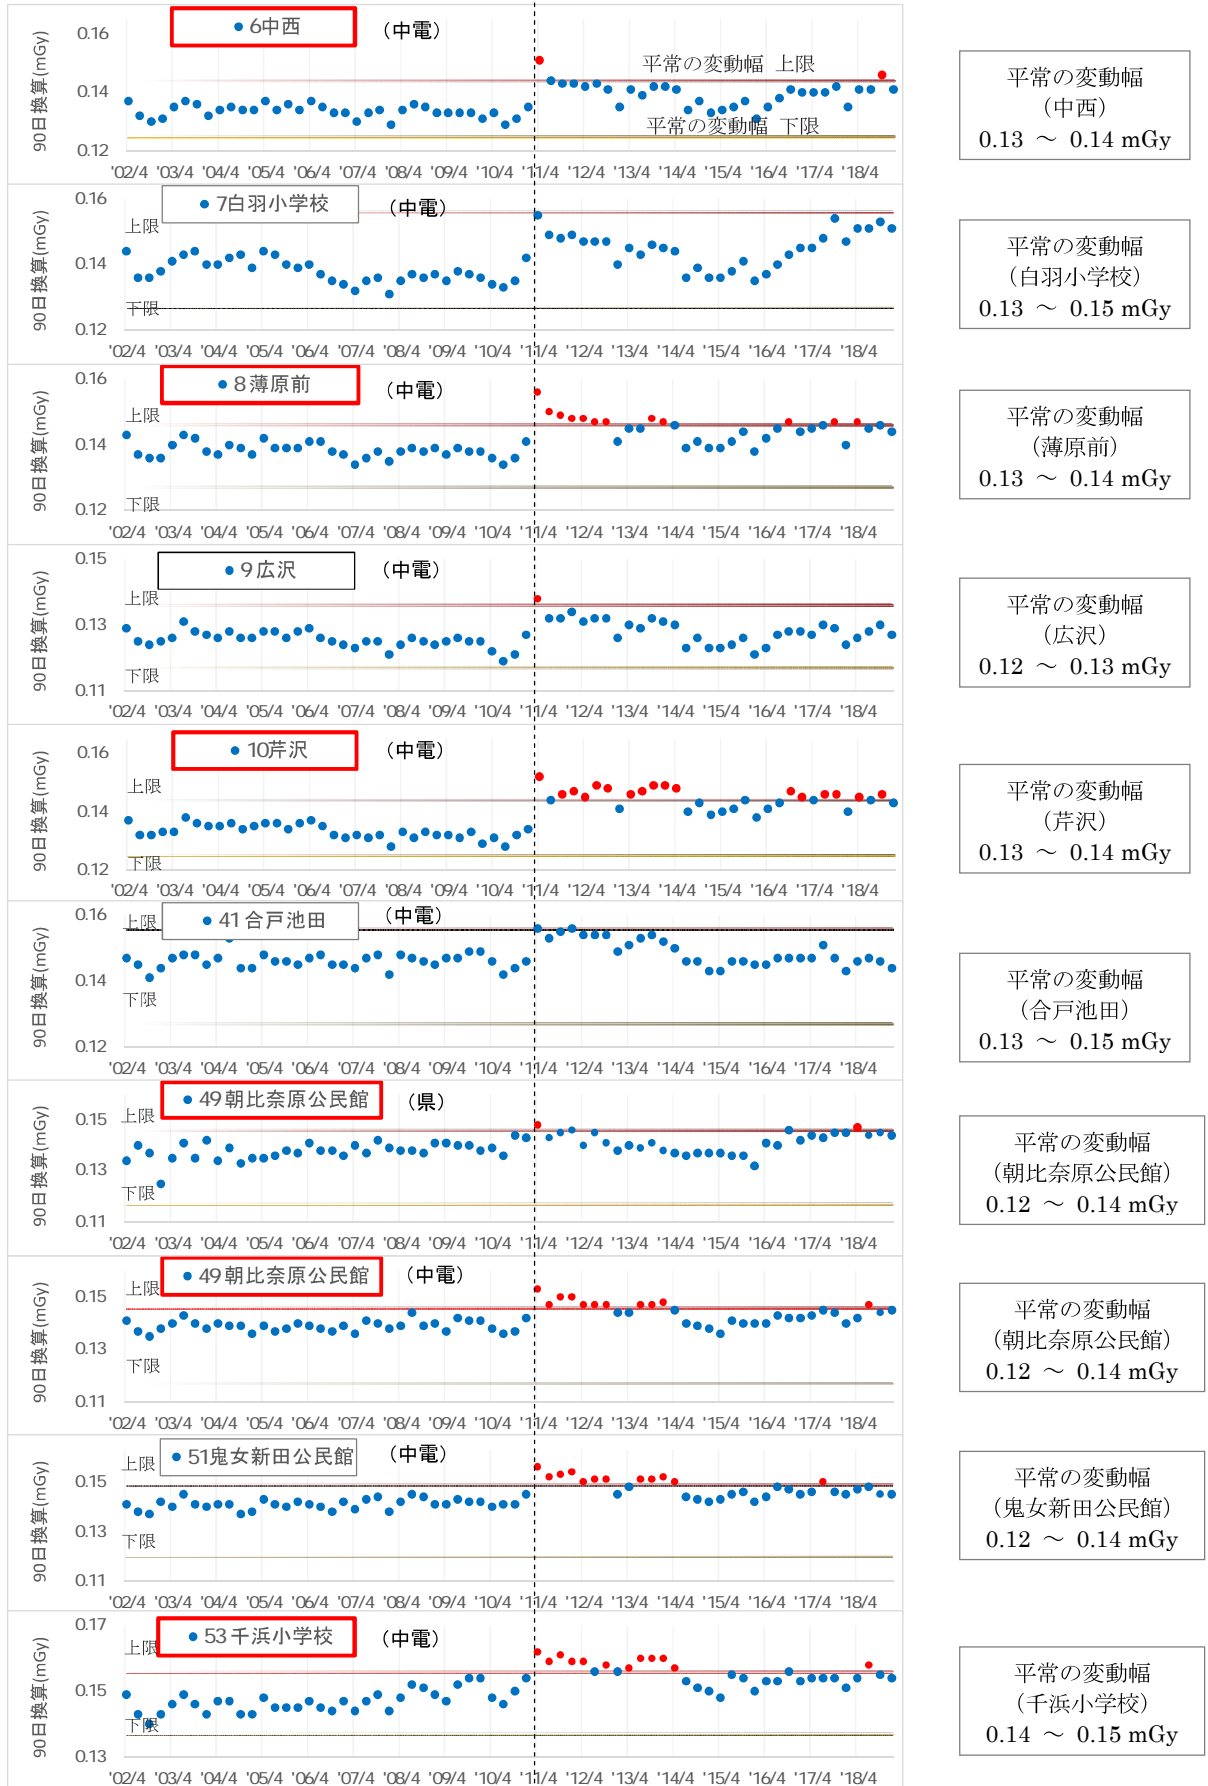 6中西
（中電）
0.16
0.14
0.12
90日換算(mGy)
平常の変動幅 上限
平常の変動幅 下限
'02/4 '03/4 '04/4 '05/4 '06/4 '07/4 '08/4 '09/4 '10/4 '11/4 '12/4 '13/4 '14/4 '15/4 '16/4 '17/4 '18/4
平常の変動幅
（中西）
0.13 ～ 0.14 mGy
7白羽小学校
（中電）
0.16
0.14
0.12
90日換算(mGy)
上限
下限
'02/4 '03/4 '04/4 '05/4 '06/4 '07/4 '08/4 '09/4 '10/4 '11/4 '12/4 '13/4 '14/4 '15/4 '16/4 '17/4 '18/4
平常の変動幅
（白羽小学校）
0.13 ～ 0.15 mGy
8薄原前
（中電）
0.16
0.14
0.12
90日換算(mGy)
上限
下限
'02/4 '03/4 '04/4 '05/4 '06/4 '07/4 '08/4 '09/4 '10/4 '11/4 '12/4 '13/4 '14/4 '15/4 '16/4 '17/4 '18/4
平常の変動幅
（薄原前）
0.13 ～ 0.14 mGy
9広沢
（中電）
0.15
0.13
0.11
90日換算(mGy)
上限
下限
'02/4 '03/4 '04/4 '05/4 '06/4 '07/4 '08/4 '09/4 '10/4 '11/4 '12/4 '13/4 '14/4 '15/4 '16/4 '17/4 '18/4
平常の変動幅
（広沢）
0.12 ～ 0.13 mGy
10芹沢
（中電）
0.16
0.14
0.12
90日換算(mGy)
上限
下限
'02/4 '03/4 '04/4 '05/4 '06/4 '07/4 '08/4 '09/4 '10/4 '11/4 '12/4 '13/4 '14/4 '15/4 '16/4 '17/4 '18/4
平常の変動幅
（芹沢）
0.13 ～ 0.14 mGy
41合戸池田
（中電）
0.16
0.14
0.12
90日換算(mGy)
上限
下限
'02/4 '03/4 '04/4 '05/4 '06/4 '07/4 '08/4 '09/4 '10/4 '11/4 '12/4 '13/4 '14/4 '15/4 '16/4 '17/4 '18/4
平常の変動幅
（合戸池田）
0.13 ～ 0.15 mGy
49朝比奈原公民館
（県）
0.15
0.13
0.11
90日換算(mGy)
上限
下限
'02/4 '03/4 '04/4 '05/4 '06/4 '07/4 '08/4 '09/4 '10/4 '11/4 '12/4 '13/4 '14/4 '15/4 '16/4 '17/4 '18/4
平常の変動幅
（朝比奈原公民館）
0.12 ～ 0.14 mGy
49朝比奈原公民館
（中電）
0.15
0.13
0.11
90日換算(mGy)
上限
下限
'02/4 '03/4 '04/4 '05/4 '06/4 '07/4 '08/4 '09/4 '10/4 '11/4 '12/4 '13/4 '14/4 '15/4 '16/4 '17/4 '18/4
平常の変動幅
（朝比奈原公民館）
0.12 ～ 0.14 mGy
51鬼女新田公民館
（中電）
0.15
0.13
0.11
90日換算(mGy)
上限
下限
'02/4 '03/4 '04/4 '05/4 '06/4 '07/4 '08/4 '09/4 '10/4 '11/4 '12/4 '13/4 '14/4 '15/4 '16/4 '17/4 '18/4
平常の変動幅
（鬼女新田公民館）
0.12 ～ 0.14 mGy
53千浜小学校
（中電）
0.17
0.15
0.13
90日換算(mGy)
上限
下限
'02/4 '03/4 '04/4 '05/4 '06/4 '07/4 '08/4 '09/4 '10/4 '11/4 '12/4 '13/4 '14/4 '15/4 '16/4 '17/4 '18/4
平常の変動幅
（千浜小学校）
0.14 ～ 0.15 mGy